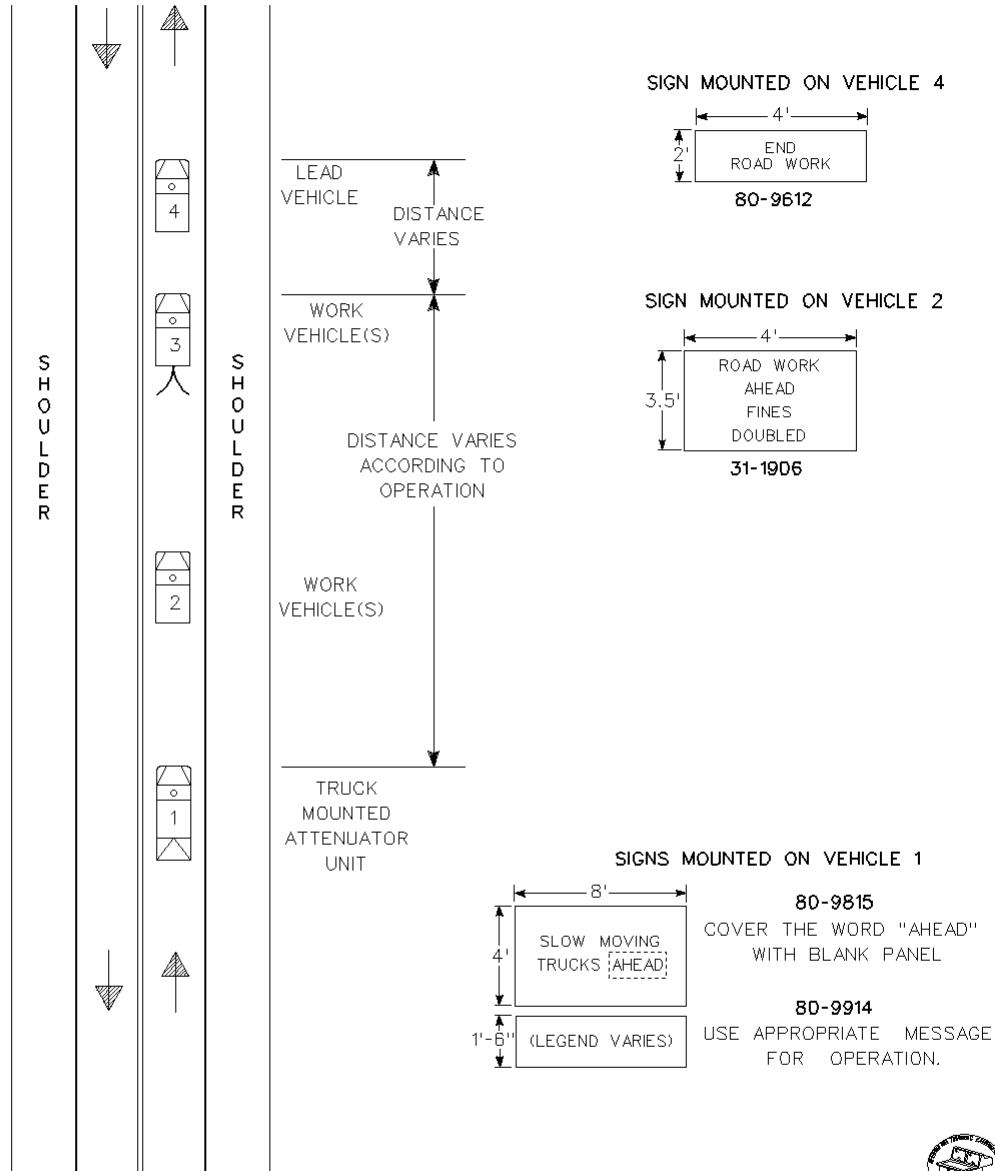 SIGN MOUNTED ON VEHICLE 4
4'
2'
END
ROAD WORK
80-9612
4
LEAD
VEHICLE
DISTANCE
VARIES
SIGN MOUNTED ON VEHICLE 2
4'
3.5'
ROAD WORK
AHEAD
FINES
DOUBLED
31-1906
3
WORK
VEHICLE(S)
SHOULDER
SHOULDER
DISTANCE VARIES
ACCORDING TO
OPERATION
2
WORK
VEHICLE(S)
1
TRUCK
MOUNTED
ATTENUATOR
UNIT
SIGNS MOUNTED ON VEHICLE 1
8'
4'
SLOW MOVING
TRUCKS AHEAD
80-9815
COVER THE WORD "AHEAD"
WITH BLANK PANEL
1'-6"
(LEGEND VARIES)
80-9914
USE APPROPRIATE MESSAGE
FOR OPERATION.